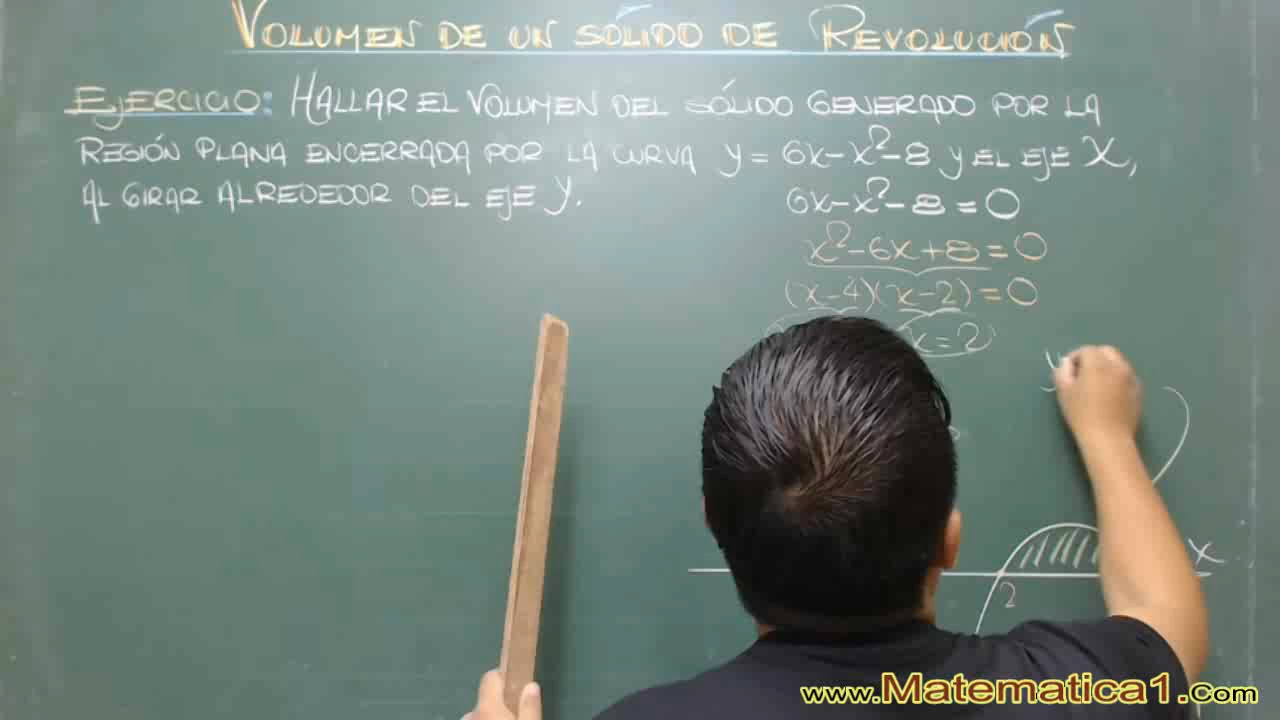 VOLUMEN DE UN SÓLIDO DE REVOLUCIÓN
EJERCICIO: HALLAR EL VOLUMEN DEL SÓLIDO GENERADO POR LA
REGIÓN PLANA ENCERRADA POR LA CURVA y = 6x-x²-8 Y EL EJE X,
AL GIRAR ALREDEDOR DEL EJE Y.
6x-x²-8=0
x²-6x+8=0
(x-4)(x-2)=0
x=2
y
X
2
www.Matematica1.Com